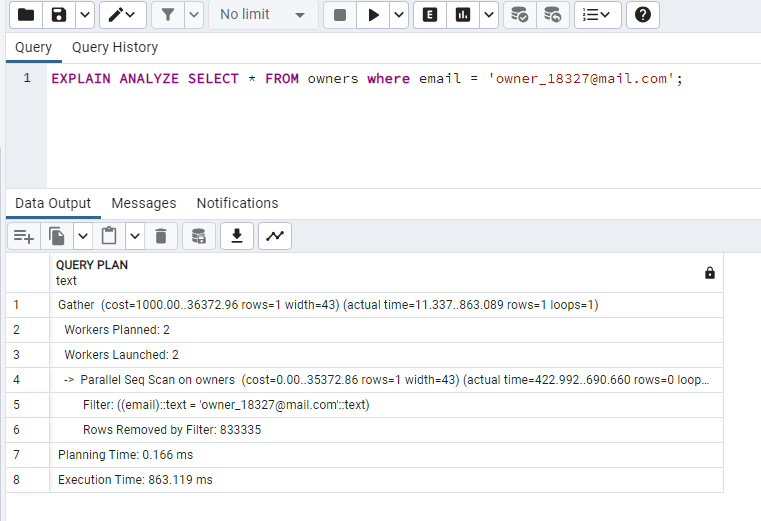 No limit
Query Query History
1 EXPLAIN ANALYZE SELECT * FROM owners where email = 'owner_18327@mail.com';
Data Output Messages Notifications
QUERY PLAN
text
1 Gather (cost=1000.00..36372.96 rows=1 width=43) (actual time=11.337..863.089 rows=1 loops=1)
2 Workers Planned: 2
3 Workers Launched: 2
4 -> Parallel Seq Scan on owners (cost=0.00..35372.86 rows=1 width=43) (actual time=422.992..690.660 rows=0 loop...
5 Filter: ((email)::text = 'owner_18327@mail.com'::text)
6 Rows Removed by Filter: 833335
7 Planning Time: 0.166 ms
8 Execution Time: 863.119 ms